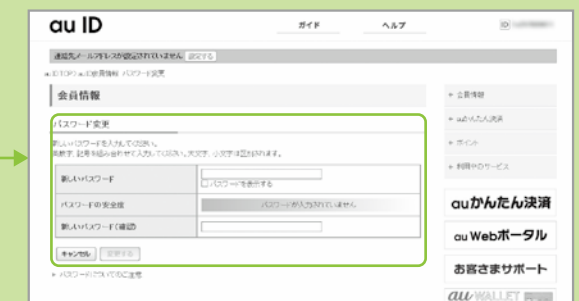 au ID
ガイド
ヘルプ
ID
連絡先メールアドレスが設定されていません 設定する
au ID TOP > au ID会員情報 パスワード変更
会員情報
パスワード変更
新しいパスワードを入力してください。
英数字、記号を組み合わせて入力してください。大文字、小文字は区別されます。
新しいパスワード
パスワードを表示する
パスワードの安全度
パスワードが入力されていません
新しいパスワード(確認)
キャンセル
変更する
パスワードについてのご注意
+ 会員情報
+ auかんたん決済
+ ポイント
+ 利用中のサービス
auかんたん決済
au Webポータル
お客さまサポート
au WALLET